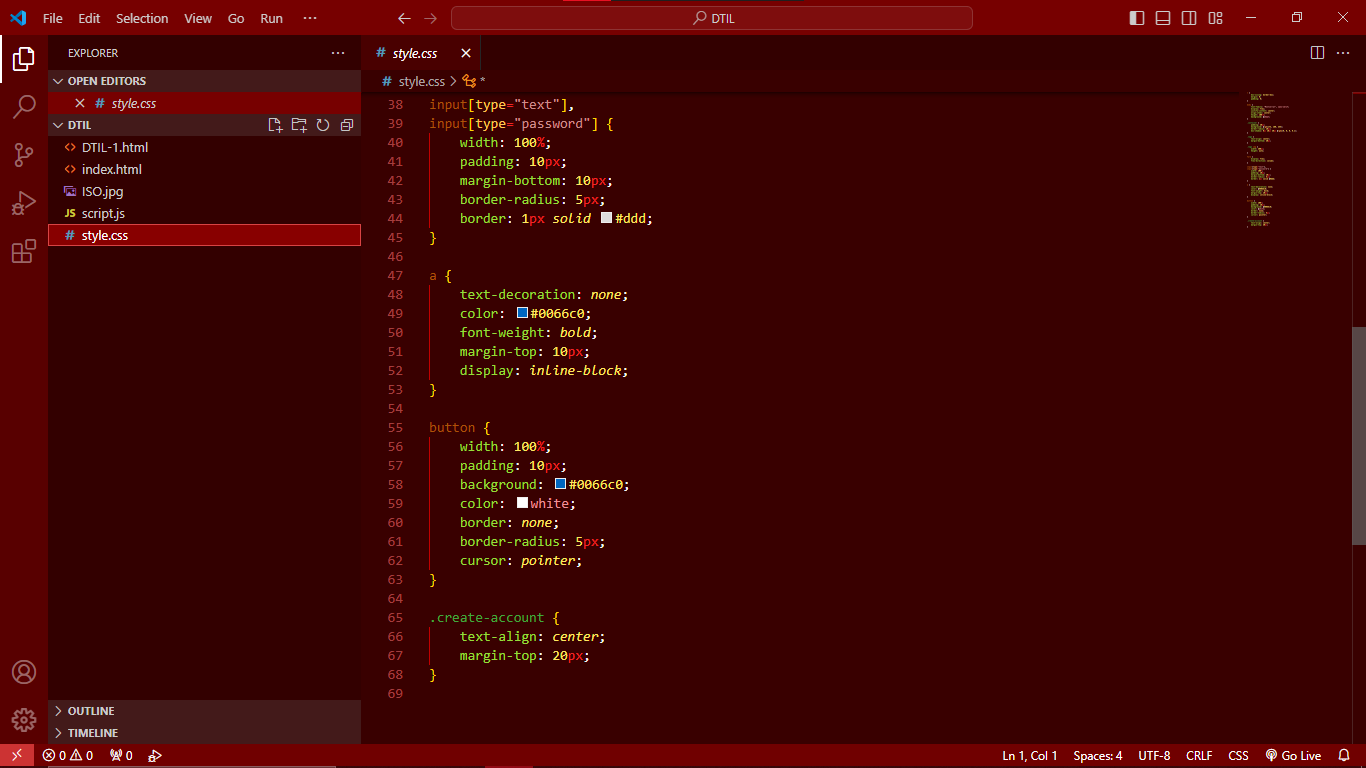 File Edit Selection View Go Run ···
DTIL
EXPLORER
OPEN EDITORS
# style.css
DTIL
DTIL-1.html
index.html
ISO.jpg
JS script.js
# style.css
OUTLINE
TIMELINE
# style.css
# style.css > *
38 input[type="text"],
39 input[type="password"] {
40 width: 100%;
41 padding: 10px;
42 margin-bottom: 10px;
43 border-radius: 5px;
44 border: 1px solid #ddd;
45 }
46
47 a {
48 text-decoration: none;
49 color: #0066c0;
50 font-weight: bold;
51 margin-top: 10px;
52 display: inline-block;
53 }
54
55 button {
56 width: 100%;
57 padding: 10px;
58 background: #0066c0;
59 color: white;
60 border: none;
61 border-radius: 5px;
62 cursor: pointer;
63 }
64
65 .create-account {
66 text-align: center;
67 margin-top: 20px;
68 }
69
0 0 0 Ln 1, Col 1 Spaces: 4 UTF-8 CRLF CSS Go Live